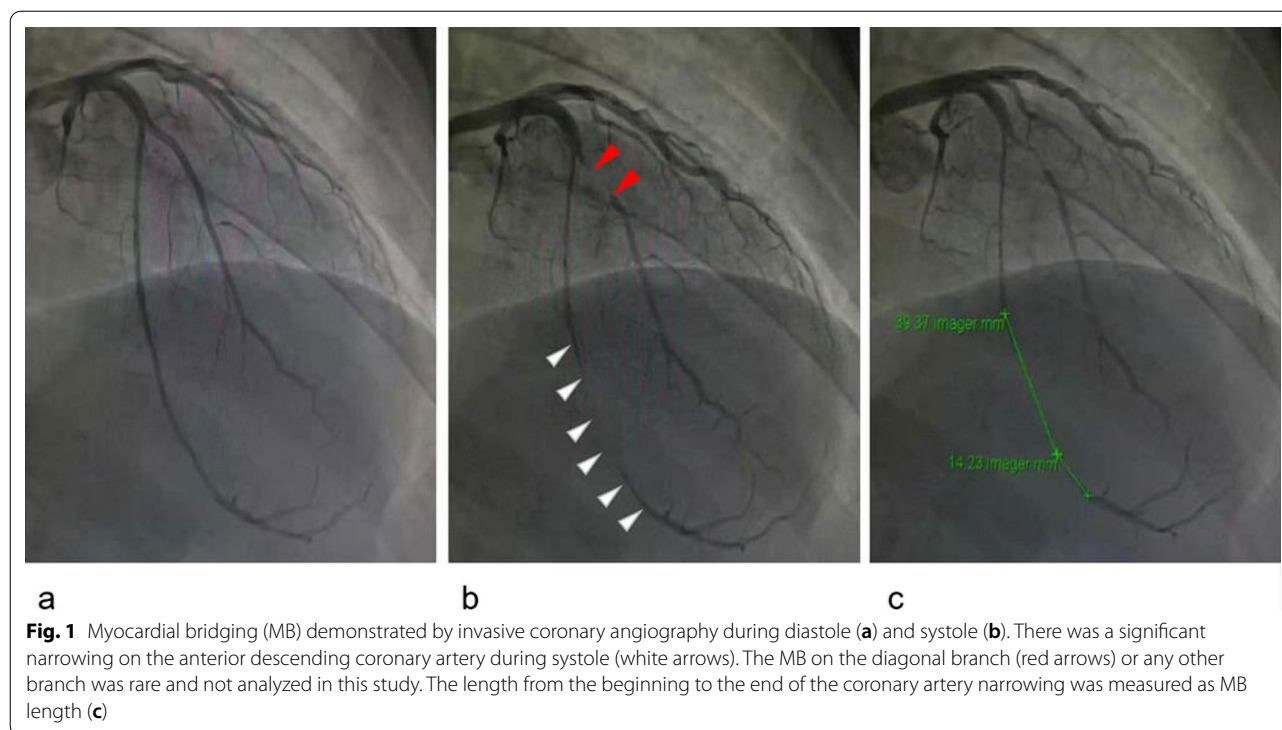 39.37 imager mm
14.23 imager mm
a
b
c
Fig. 1 Myocardial bridging (MB) demonstrated by invasive coronary angiography during diastole (a) and systole (b). There was a significant
narrowing on the anterior descending coronary artery during systole (white arrows). The MB on the diagonal branch (red arrows) or any other
branch was rare and not analyzed in this study. The length from the beginning to the end of the coronary artery narrowing was measured as MB
length (c)